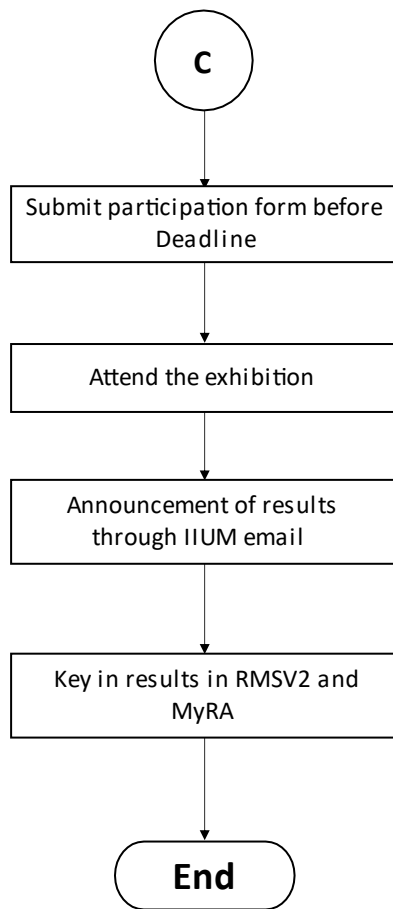 C
Submit participation form before
Deadline
Attend the exhibition
Announcement of results
through IIUM email
Key in results in RMSV2 and
MyRA
End